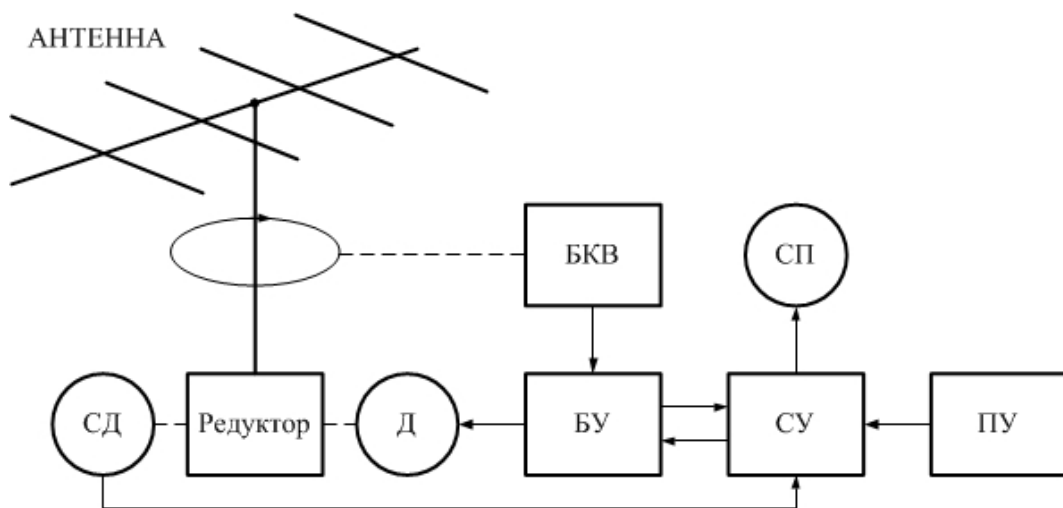 АНТЕННА
БКВ
СП
СД
Редуктор
Д
БУ
СУ
ПУ